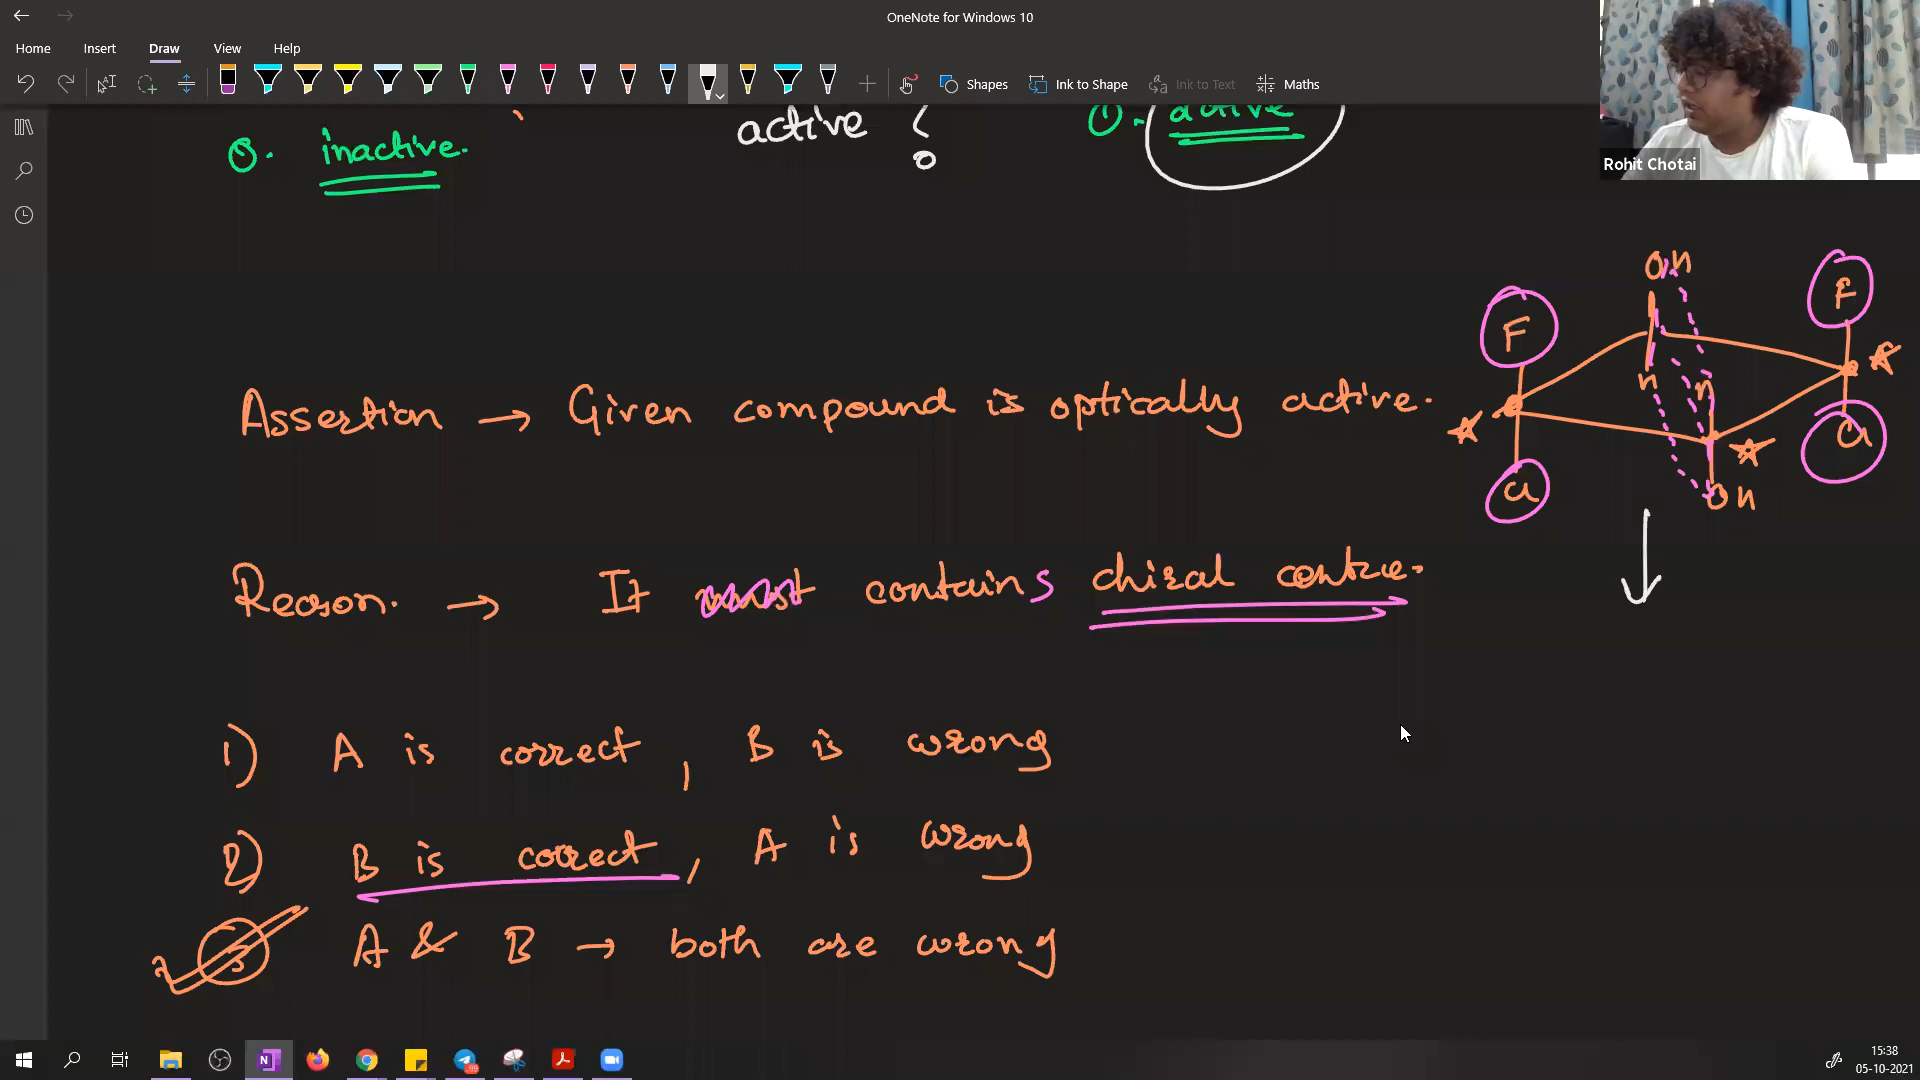 OneNote for Windows 10
Home Insert Draw View Help
Shapes Ink to Shape Ink to Text Maths
Rohit Chotai
inactive.
active ?
active
OH
F
F
H
H
Cl
Cl
OH
Assertion → Given compound is optically active.
Reason. → It must contains chiral centre.
1) A is correct, B is wrong
2) B is correct, A is wrong
3 A & B → both are wrong
15:38
05-10-2021